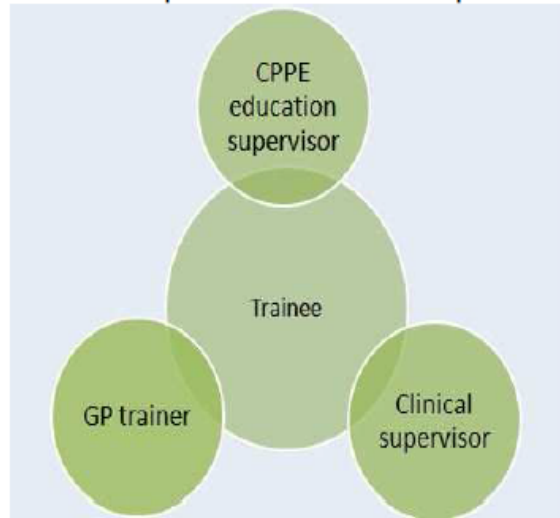 CPPE
education
supervisor
Trainee
GP trainer
Clinical
supervisor